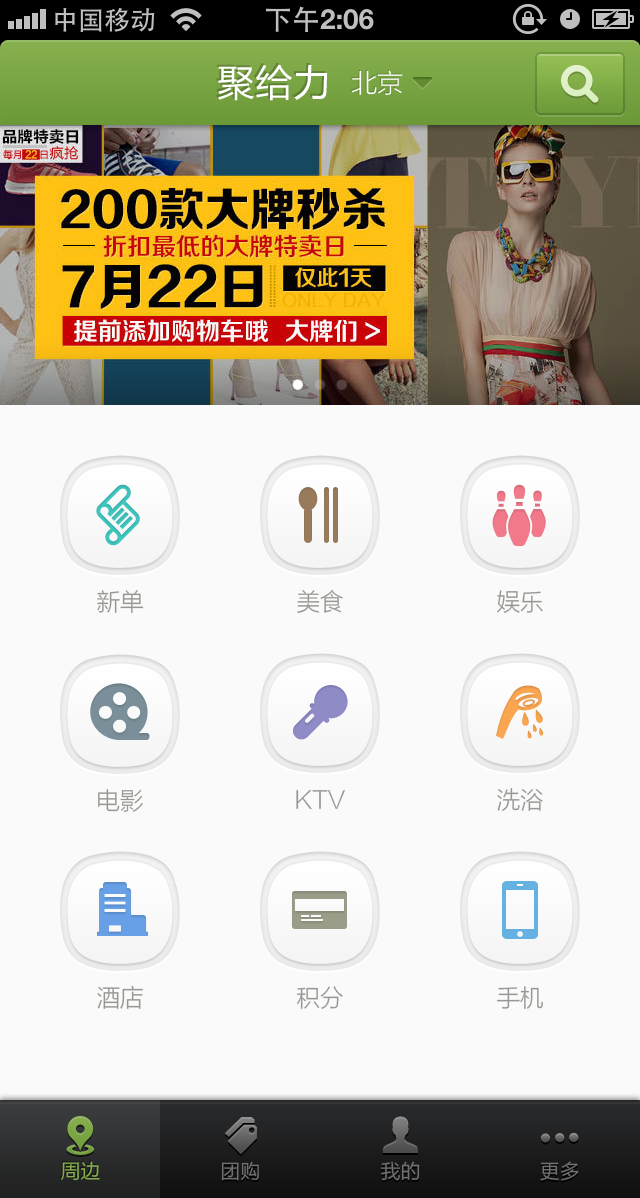 中国移动 下午2:06
聚给力 北京
品牌特卖日
每月22日疯抢
200款大牌秒杀
折扣最低的大牌特卖日
7月22日 仅此1天
ONLY DAY
提前添加购物车哦 大牌们 >
新单 美食 娱乐
电影 KTV 洗浴
酒店 积分 手机
周边 团购 我的 更多